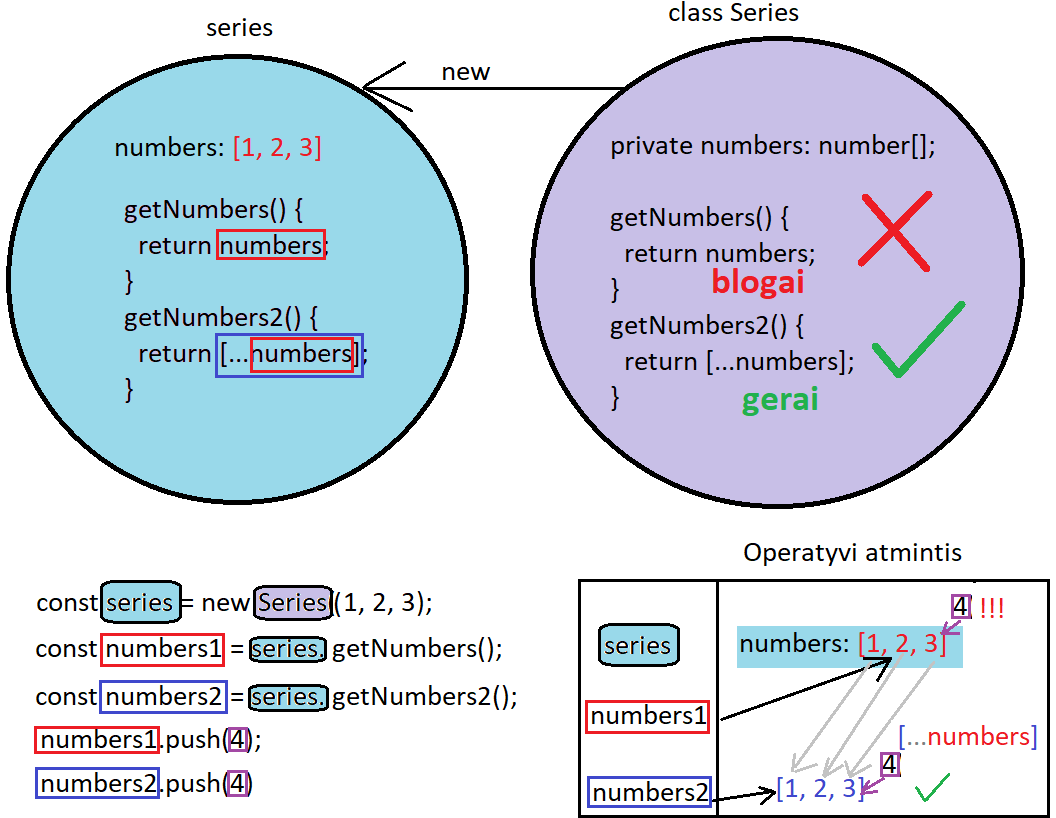 series
class Series
new
numbers: [1, 2, 3]
getNumbers() {
return numbers;
}
getNumbers2() {
return [...numbers];
}
private numbers: number[];
getNumbers() {
return numbers;
} blogai
getNumbers2() {
return [...numbers];
} gerai
const series = new Series((1, 2, 3);
const numbers1 = series. getNumbers();
const numbers2 = series. getNumbers2();
numbers1.push(4);
numbers2.push(4)
Operatyvi atmintis
4 !!!
series
numbers: [1, 2, 3]
numbers1
[...numbers]
4
numbers2
[1, 2, 3]